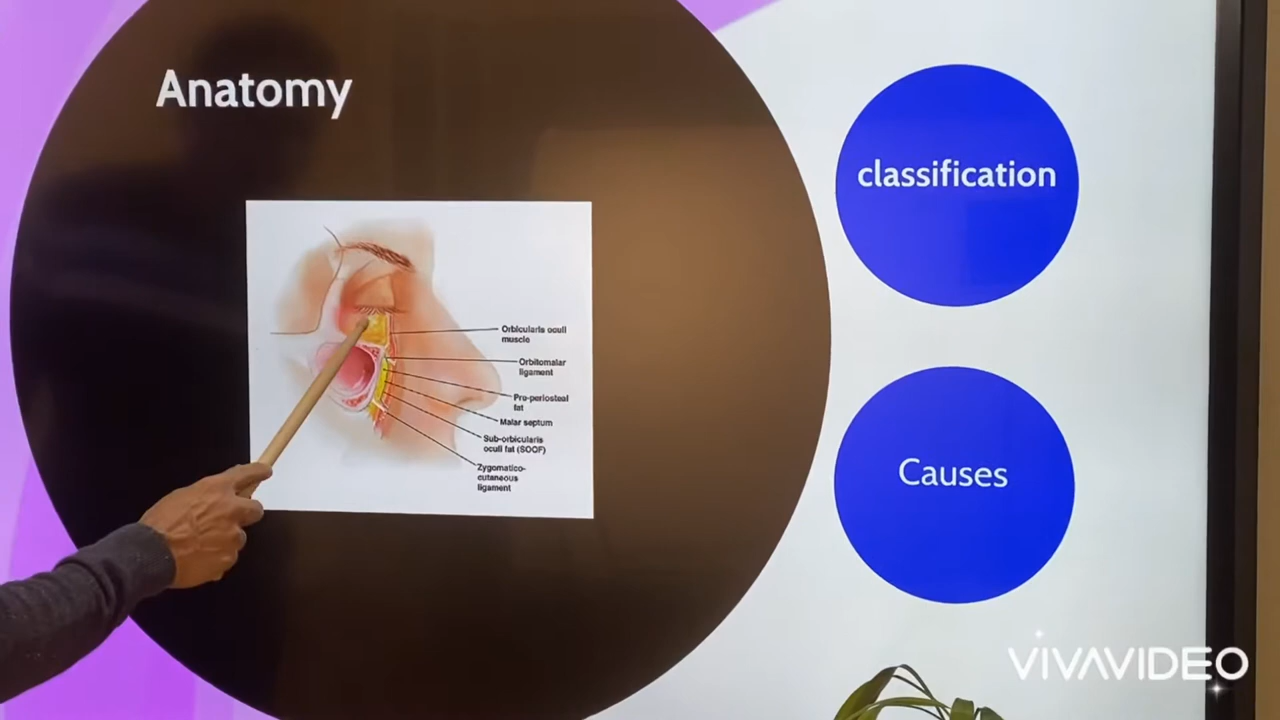 Anatomy
classification
Orbicularis oculi
muscle
Orbitomalar
ligament
Pre-periosteal
fat
Malar septum
Sub-orbicularis
oculi fat (SOOF)
Zygomatico-
cutaneous
ligament
Causes
VIVAVIDEO